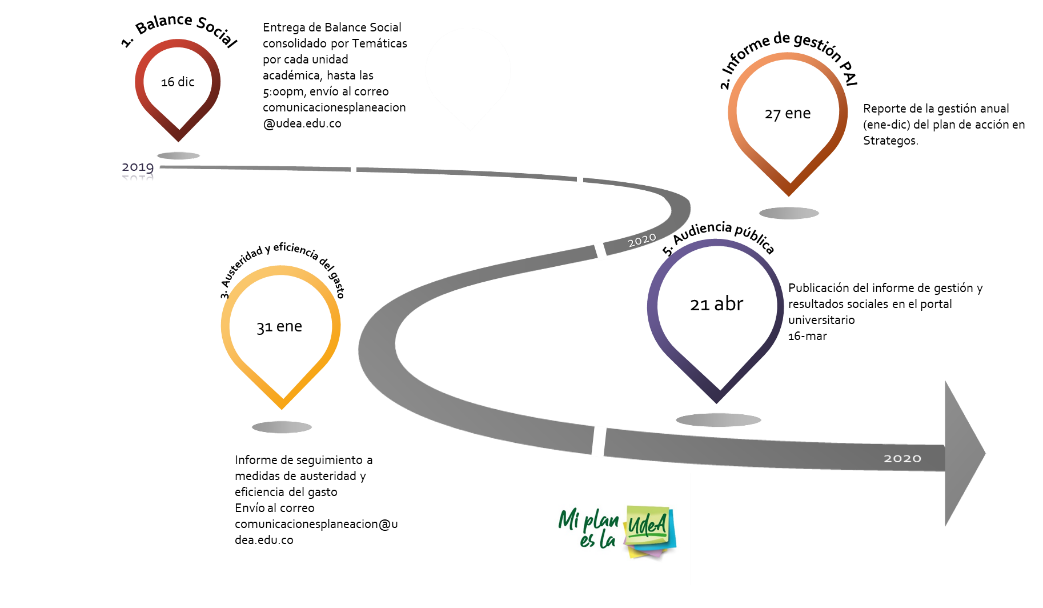 1. Balance Social
16 dic
Entrega de Balance Social
consolidado por Temáticas
por cada unidad
académica, hasta las
5:00pm, envío al correo
comunicacionesplaneacion
@udea.edu.co
2. Informe de gestión PAI
27 ene
Reporte de la gestión anual
(ene-dic) del plan de acción en
Strategos.
2019
2020
3. Austeridad y eficiencia del gasto
31 ene
Informe de seguimiento a
medidas de austeridad y
eficiencia del gasto
Envío al correo
comunicacionesplaneacion@u
dea.edu.co
5. Audiencia pública
21 abr
Publicación del informe de gestión y
resultados sociales en el portal
universitario
16-mar
2020
Mi plan
es la
UdeA